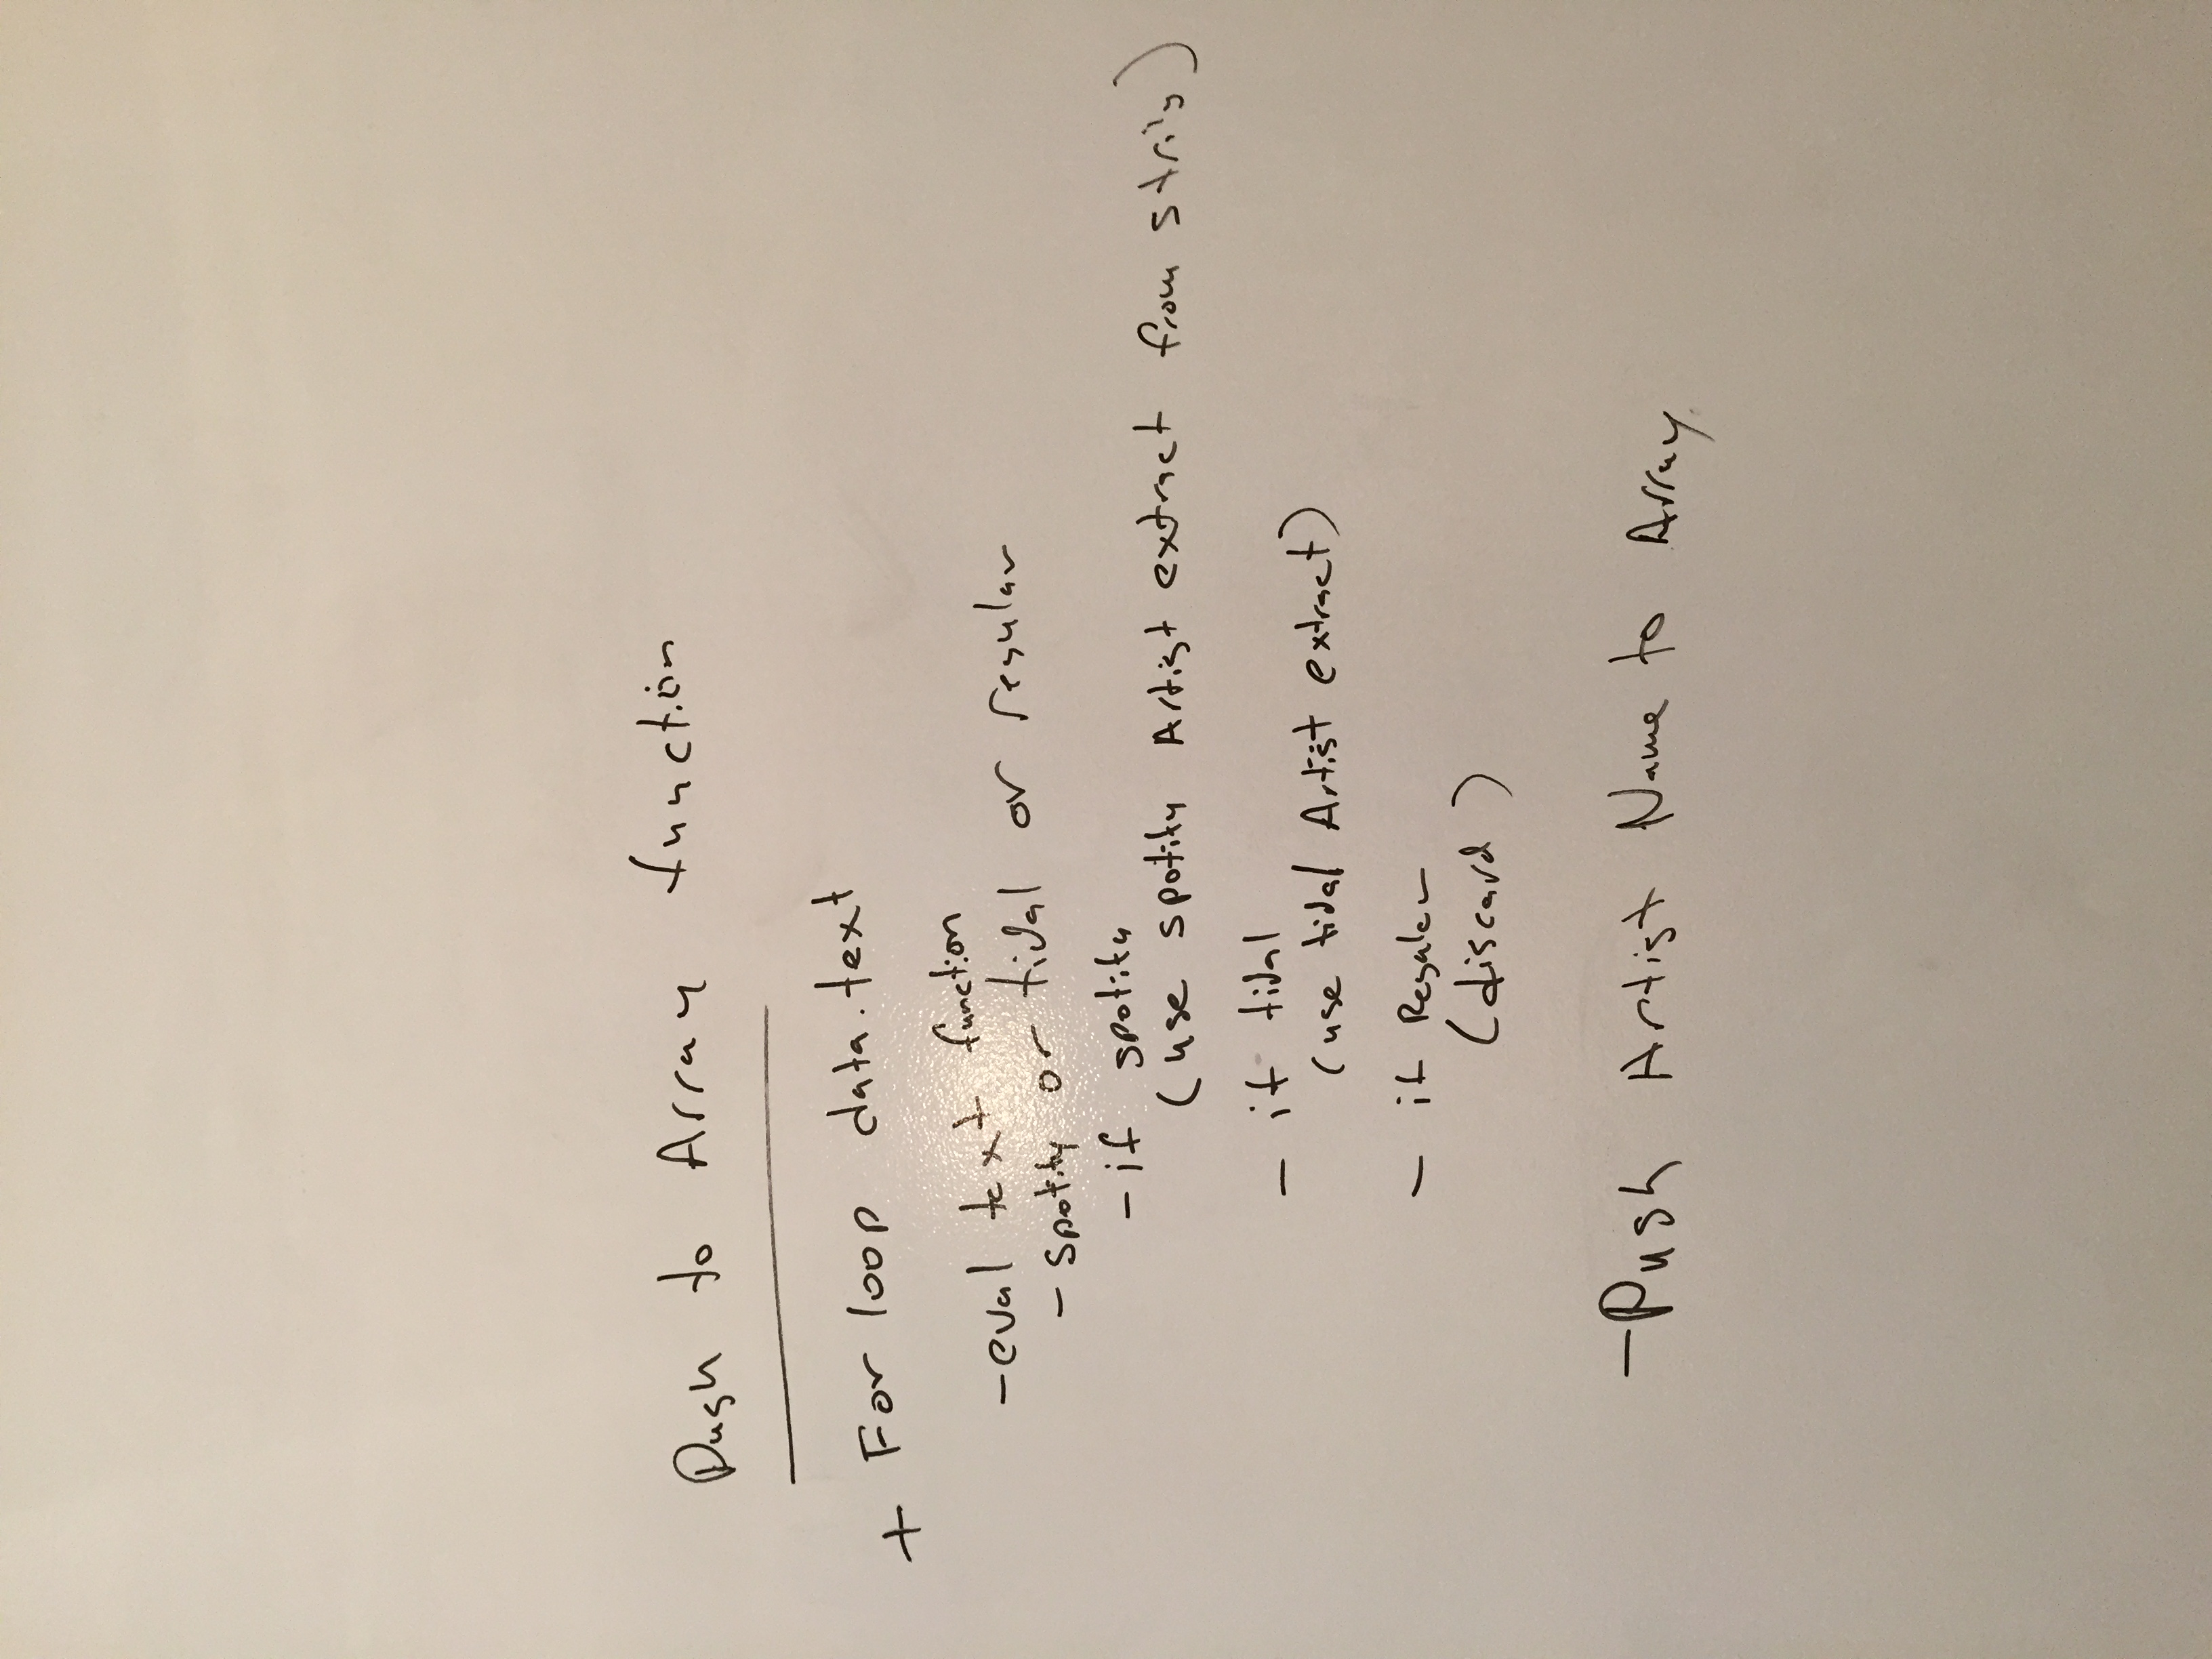 Push to Array function
+ For loop data.text
- eval text function
- spotify or tidal or regular
- if spotify
(use spotify Artist extract from string)
- if tidal
(use tidal Artist extract)
- if Regular
(discard)
- Push Artist Name to Array